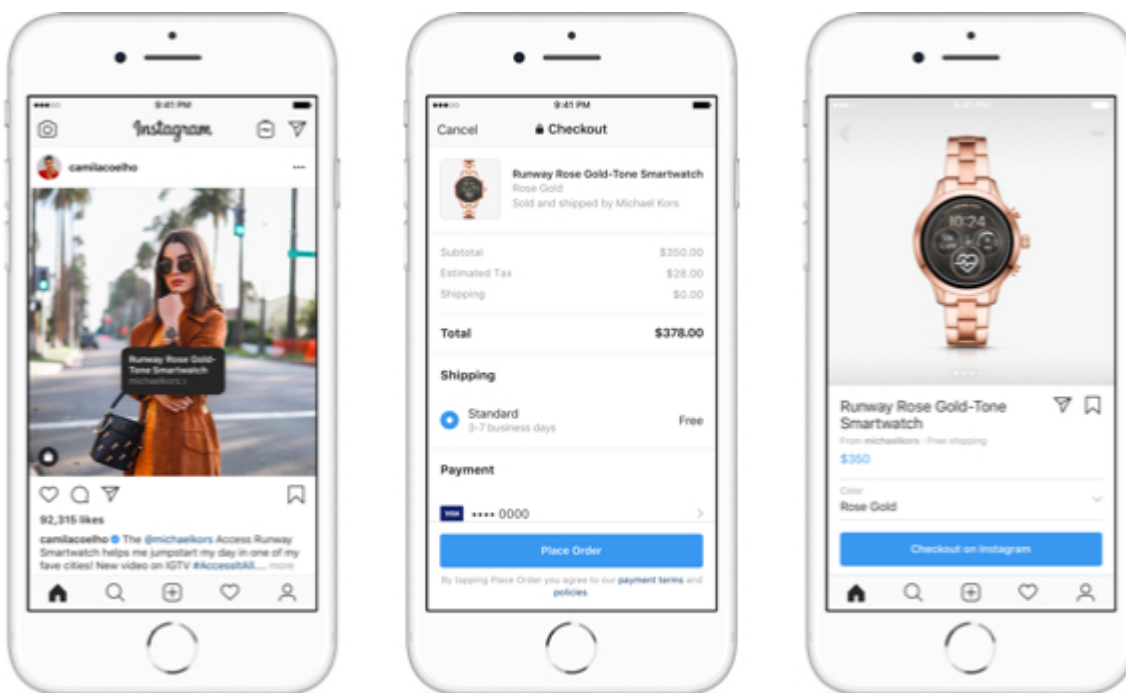 9:41 PM
Instagram
camilacoelho
Runway Rose Gold-
Tone Smartwatch
michaelkors >
92,315 likes
camilacoelho The @michaelkors Access Runway
Smartwatch helps me jumpstart my day in one of my
fave cities! New video on IGTV #AccessItAll.... more
9:41 PM
Cancel
Checkout
Runway Rose Gold-Tone Smartwatch
Rose Gold
Sold and shipped by Michael Kors
Subtotal $350.00
Estimated Tax $28.00
Shipping $0.00
Total $378.00
Shipping
Standard
3-7 business days
Free
Payment
VISA •••• 0000
Place Order
By tapping Place Order you agree to our payment terms and
policies.
10:24
Runway Rose Gold-Tone
Smartwatch
From michaelkors · Free shipping
$350
Color
Rose Gold
Checkout on Instagram